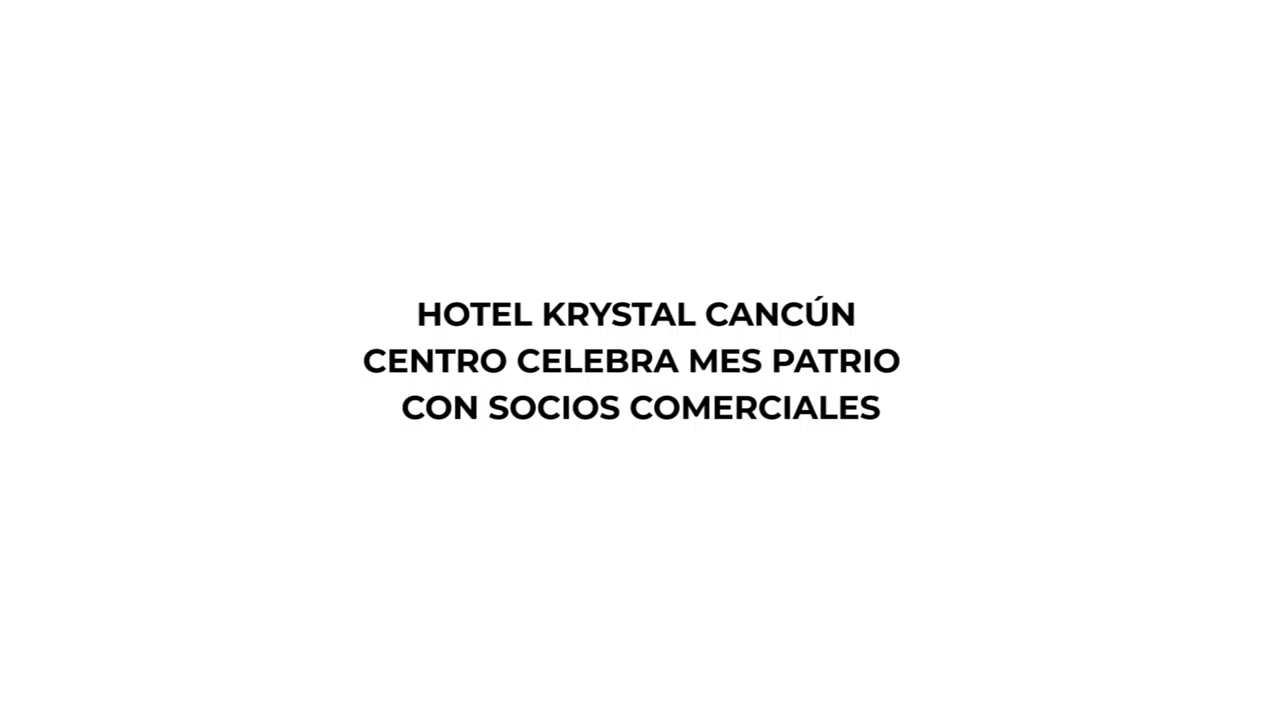 HOTEL KRYSTAL CANCÚN
CENTRO CELEBRA MES PATRIO
CON SOCIOS COMERCIALES